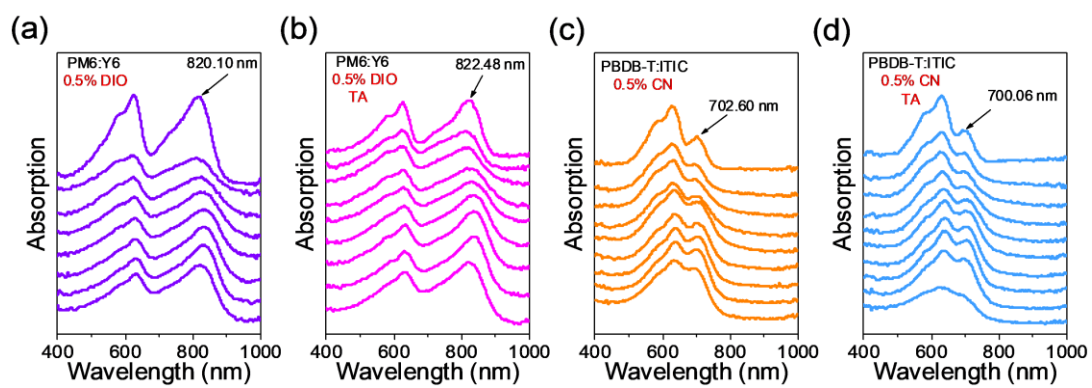 (a)
PM6:Y6
0.5% DIO
820.10 nm
Absorption
400 600 800 1000
Wavelength (nm)
(b)
PM6:Y6
0.5% DIO
TA
822.48 nm
Absorption
400 600 800 1000
Wavelength (nm)
(c)
PBDB-T:ITIC
0.5% CN
702.60 nm
Absorption
400 600 800 1000
Wavelength (nm)
(d)
PBDB-T:ITIC
0.5% CN
TA
700.06 nm
Absorption
400 600 800 1000
Wavelength (nm)